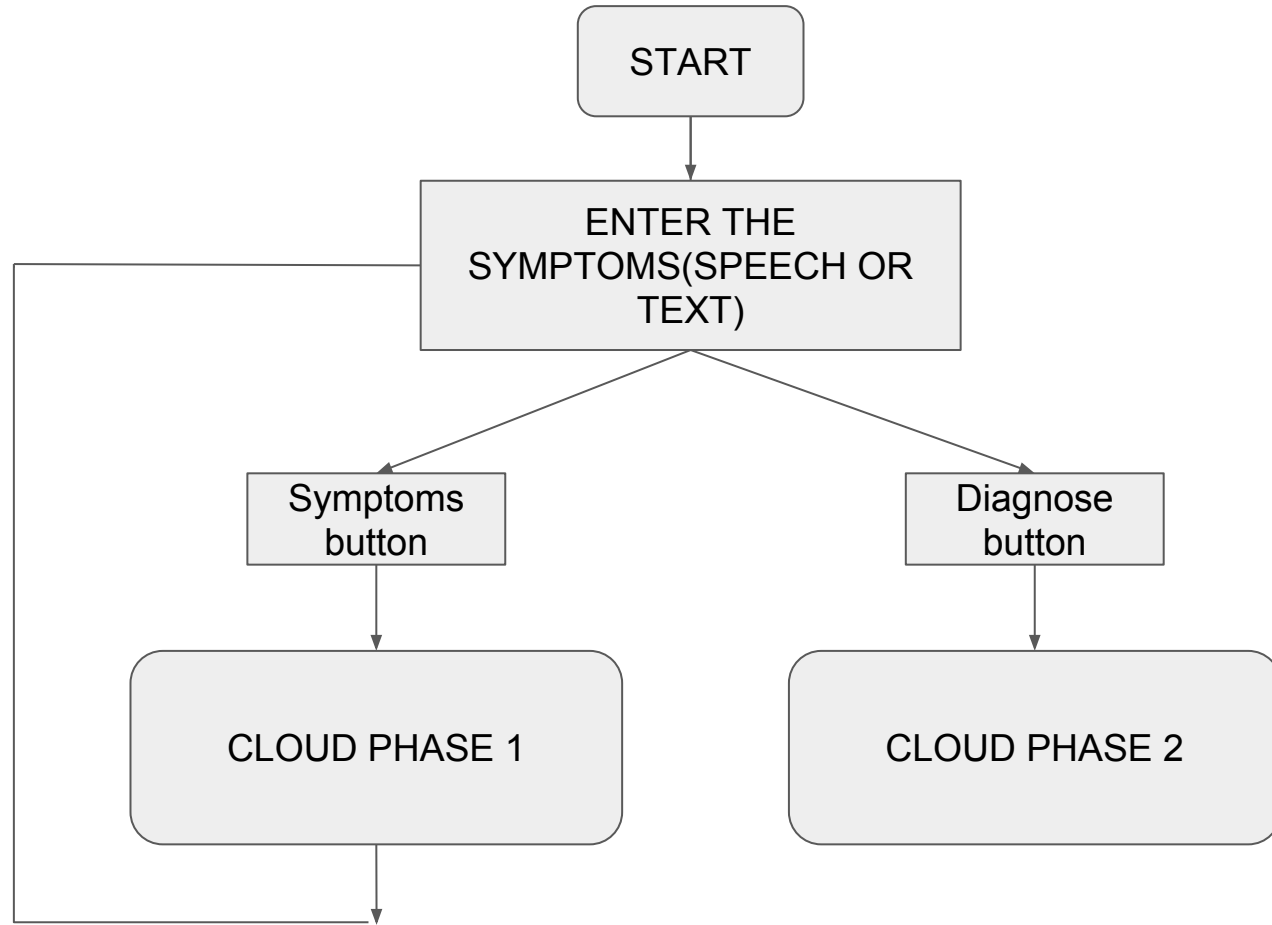 START
ENTER THE
SYMPTOMS(SPEECH OR
TEXT)
Symptoms
button
Diagnose
button
CLOUD PHASE 1
CLOUD PHASE 2